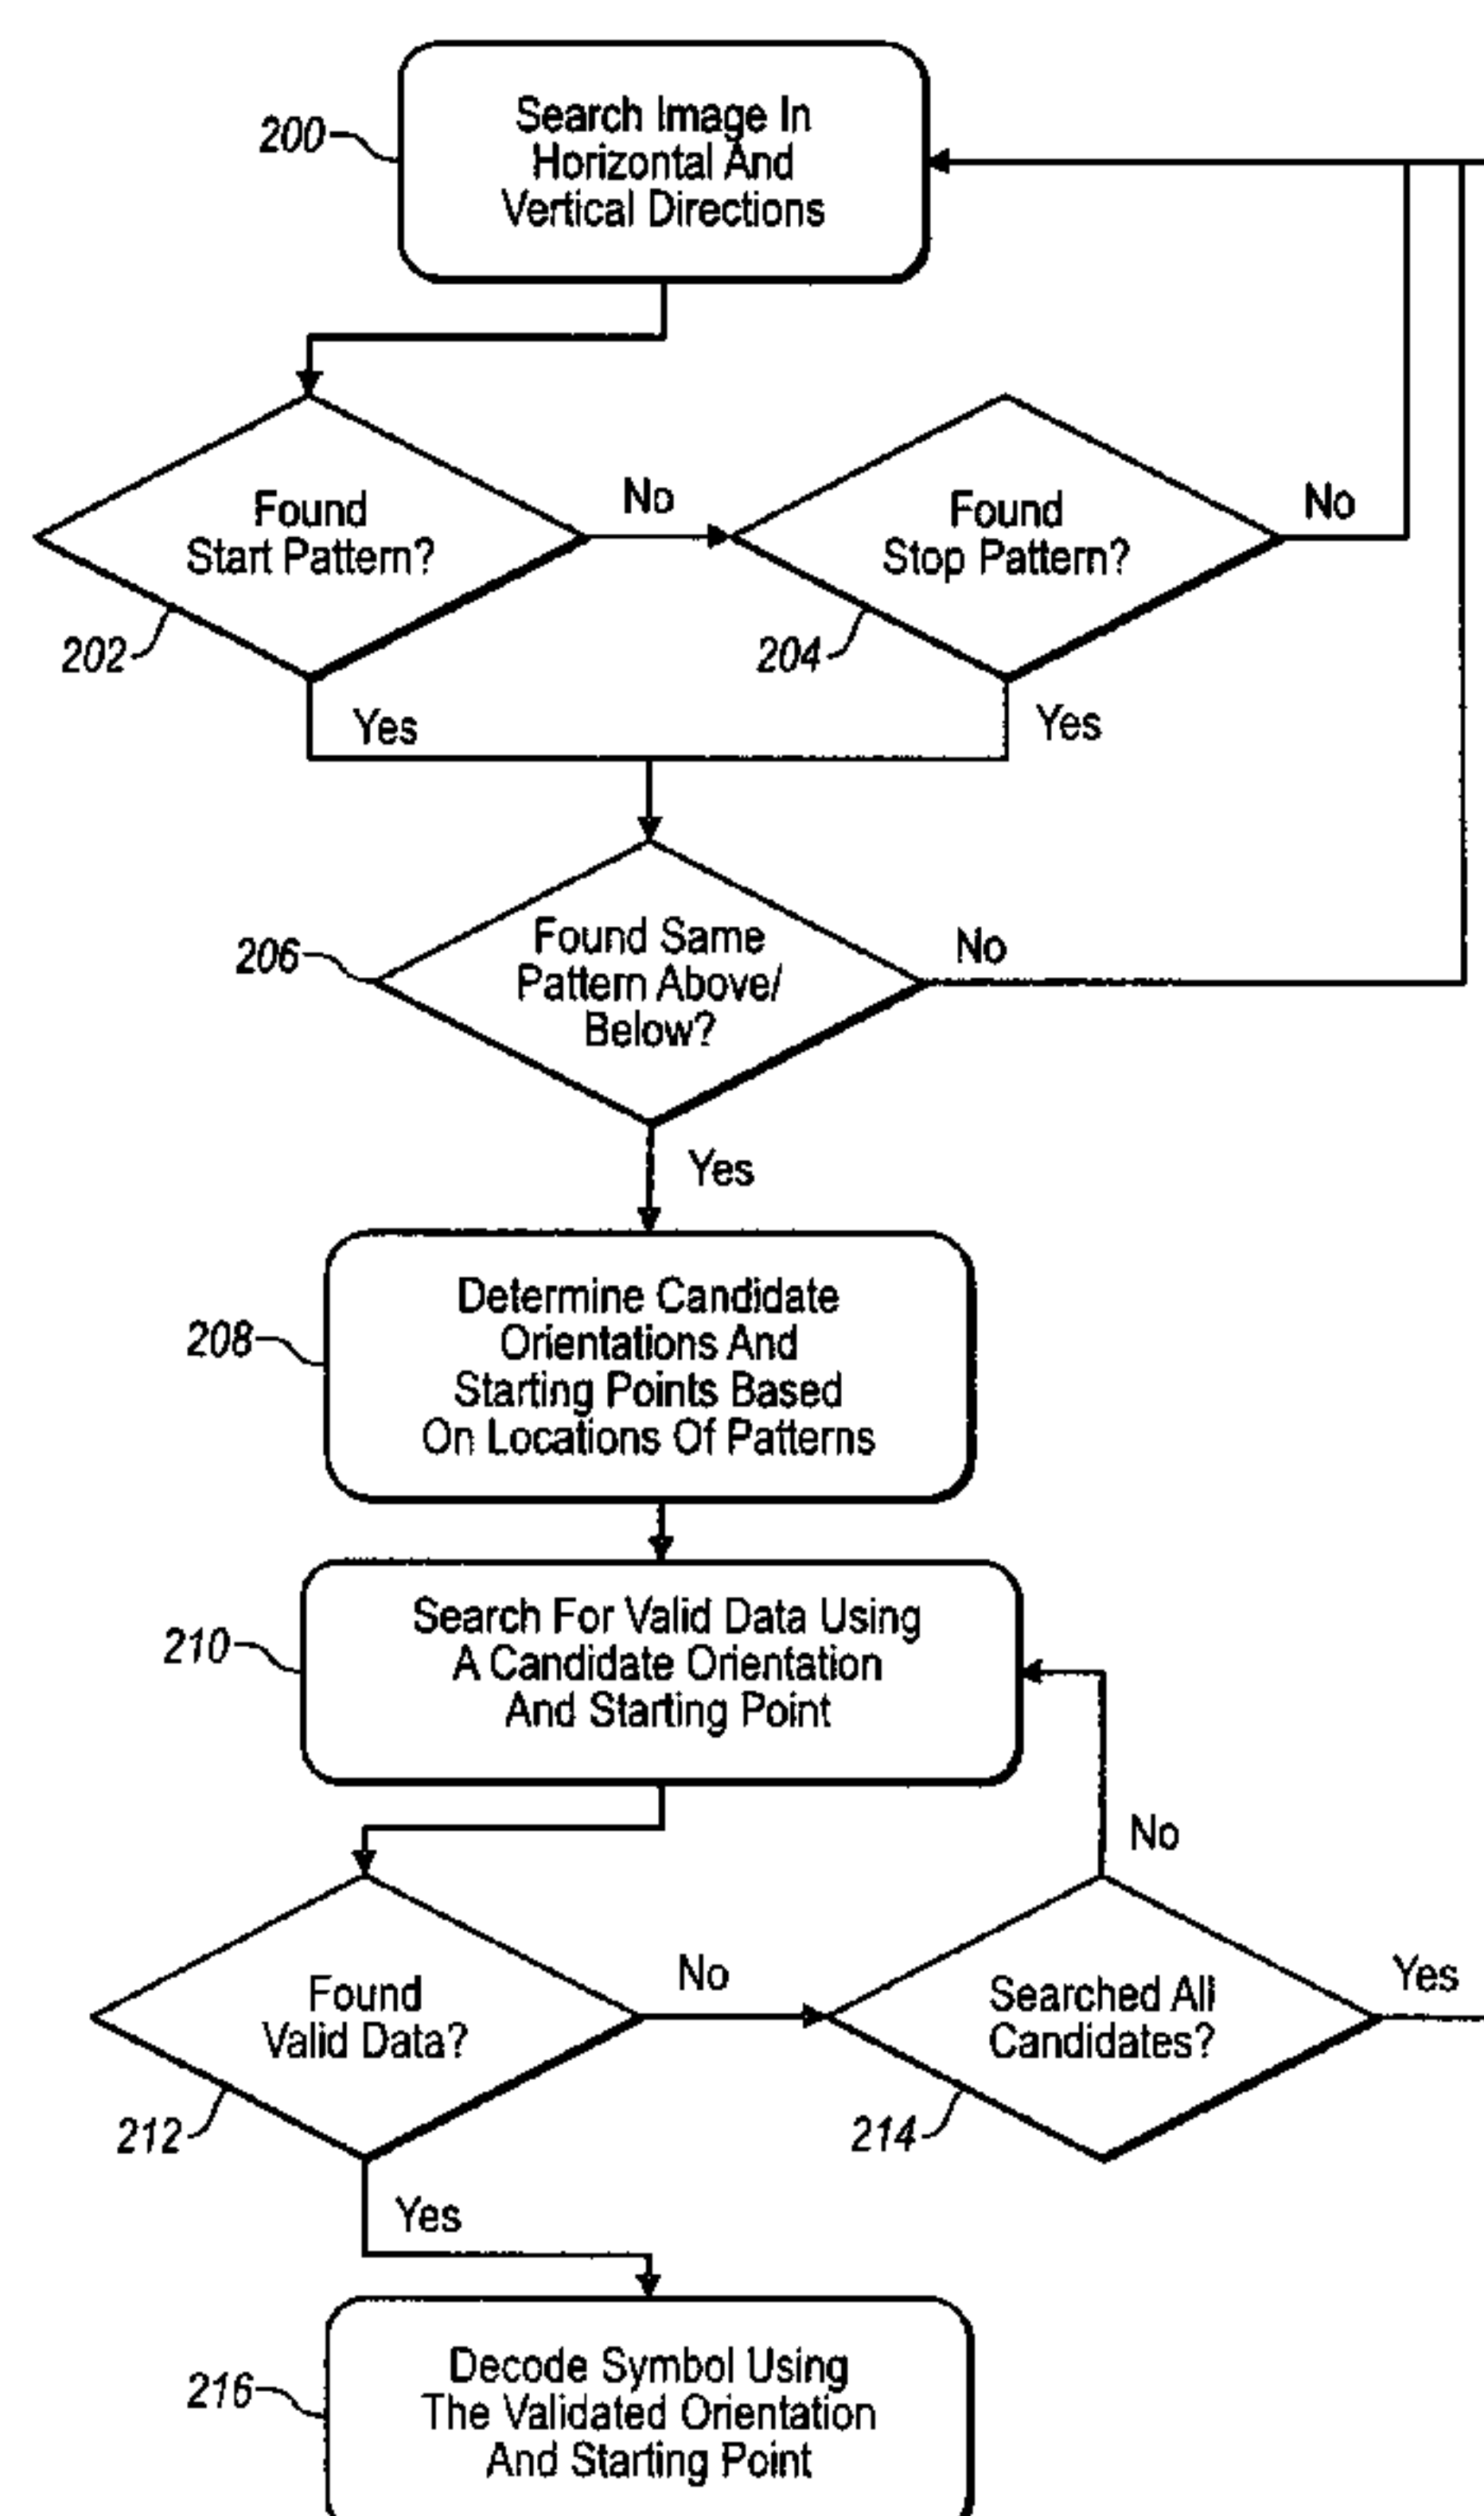 200
Search Image In
Horizontal And
Vertical Directions
Found
Start Pattern?
No
Found
Stop Pattern?
No
202
204
Yes
Yes
206
Found Same
Pattern Above/
Below?
No
Yes
208
Determine Candidate
Orientations And
Starting Points Based
On Locations Of Patterns
210
Search For Valid Data Using
A Candidate Orientation
And Starting Point
No
Found
Valid Data?
No
Searched All
Candidates?
Yes
212
214
Yes
216
Decode Symbol Using
The Validated Orientation
And Starting Point